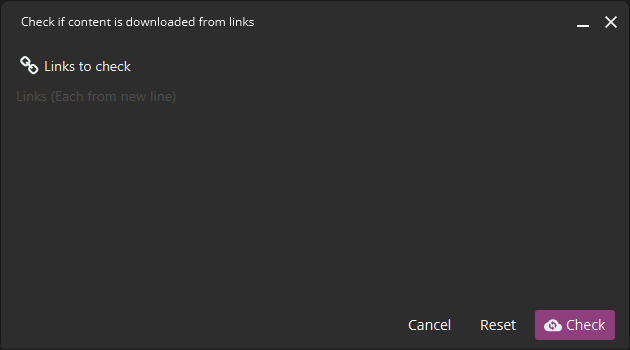 Check if content is downloaded from links
Links to check
Links (Each from new line)
Cancel Reset Check